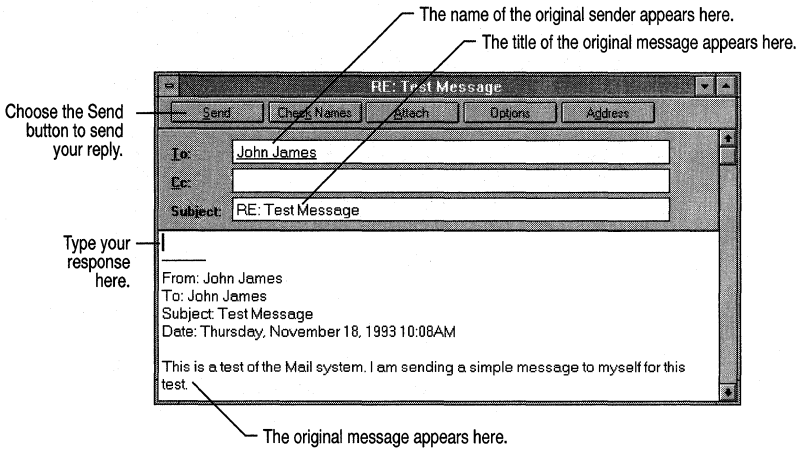 The name of the original sender appears here.
The title of the original message appears here.
RE: Test Message
Choose the Send
button to send
your reply.
Send Check Names Attach Options Address
To: John James
Cc:
Subject: RE: Test Message
Type your
response
here.
From: John James
To: John James
Subject: Test Message
Date: Thursday, November 18, 1993 10:08AM
This is a test of the Mail system. I am sending a simple message to myself for this
test.
The original message appears here.